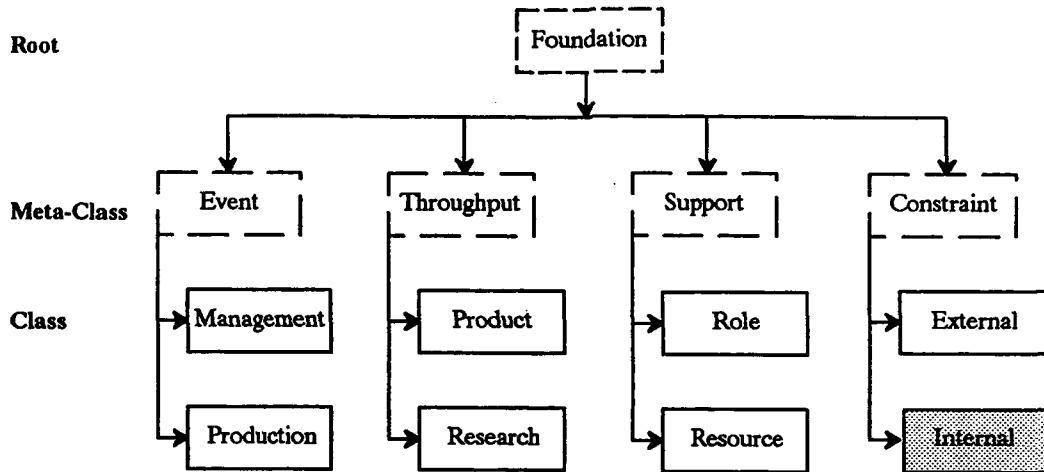 Root
Foundation
Meta-Class
Event
Throughput
Support
Constraint
Class
Management
Product
Role
External
Production
Research
Resource
Internal